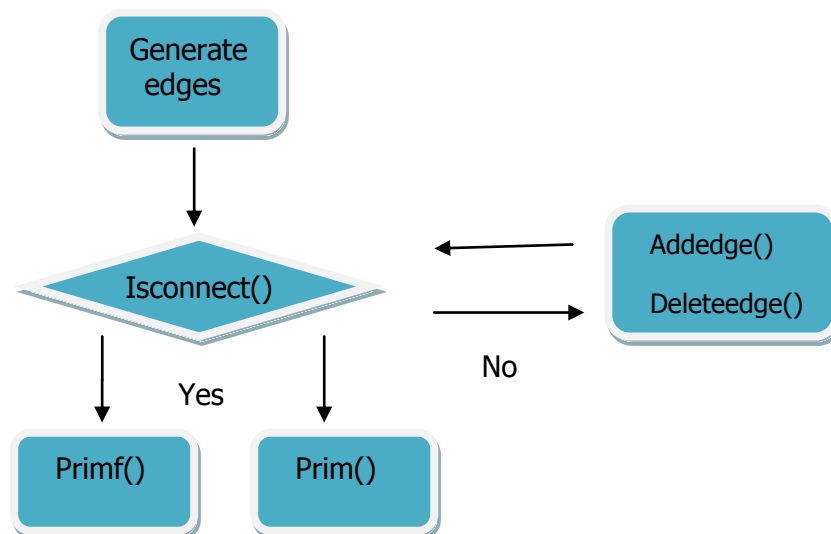 Generate
edges
Isconnect()
Addedge()
Deleteedge()
No
Yes
Primf()
Prim()